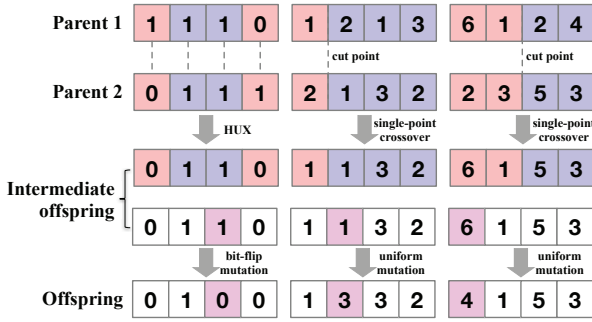 Parent 1 1 1 1 0 1 2 1 3 6 1 2 4
cut point cut point
Parent 2 0 1 1 1 2 1 3 2 2 3 5 3
HUX single-point crossover single-point crossover
0 1 1 0 1 1 3 2 6 1 5 3
Intermediate offspring
0 1 1 0 1 1 3 2 6 1 5 3
bit-flip mutation uniform mutation uniform mutation
Offspring 0 1 0 0 1 3 3 2 4 1 5 3